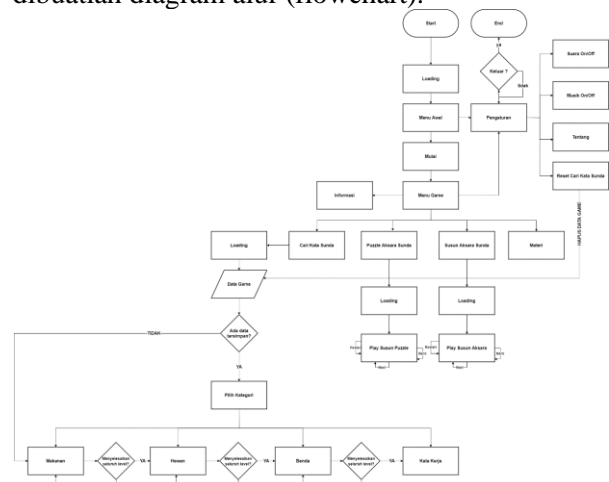 dibuatlah diagram alur (flowchart).
Start
End
Ya
Keluar ?
Tidak
Suara On/Off
Loading
Musik On/Off
Menu Awal
Pengaturan
Tentang
Mulai
Reset Cari Kata Sunda
Informasi
Menu Game
HAPUS DATA GAME
Loading
Cari Kata Sunda
Puzzle Aksara Sunda
Susun Aksara Sunda
Materi
Data Game
Loading
Loading
TIDAK
Ada data
tersimpan?
Play Susun Puzzle
Play Susun Aksara
Next
Next
YA
Pilih Kategori
Makanan
Menyelesaikan
seluruh level?
YA
Hewan
Menyelesaikan
seluruh level?
YA
Benda
Menyelesaikan
seluruh level?
YA
Kata Kerja